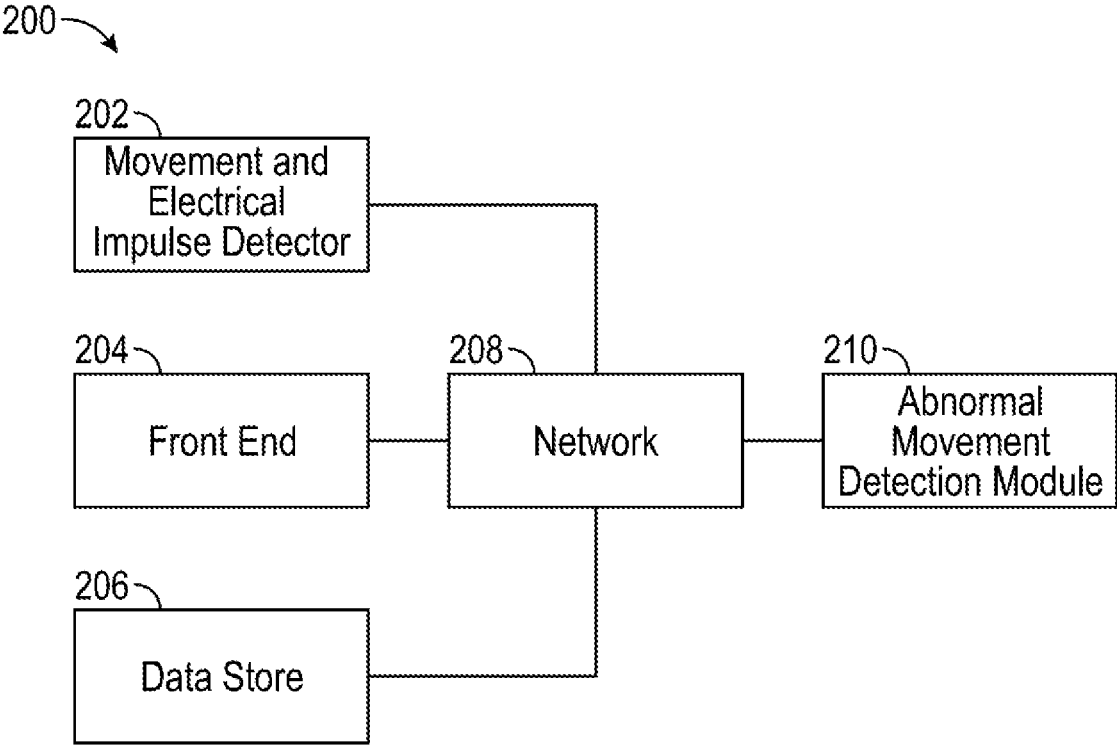 200
202
Movement and
Electrical
Impulse Detector
204
Front End
208
Network
210
Abnormal
Movement
Detection Module
206
Data Store